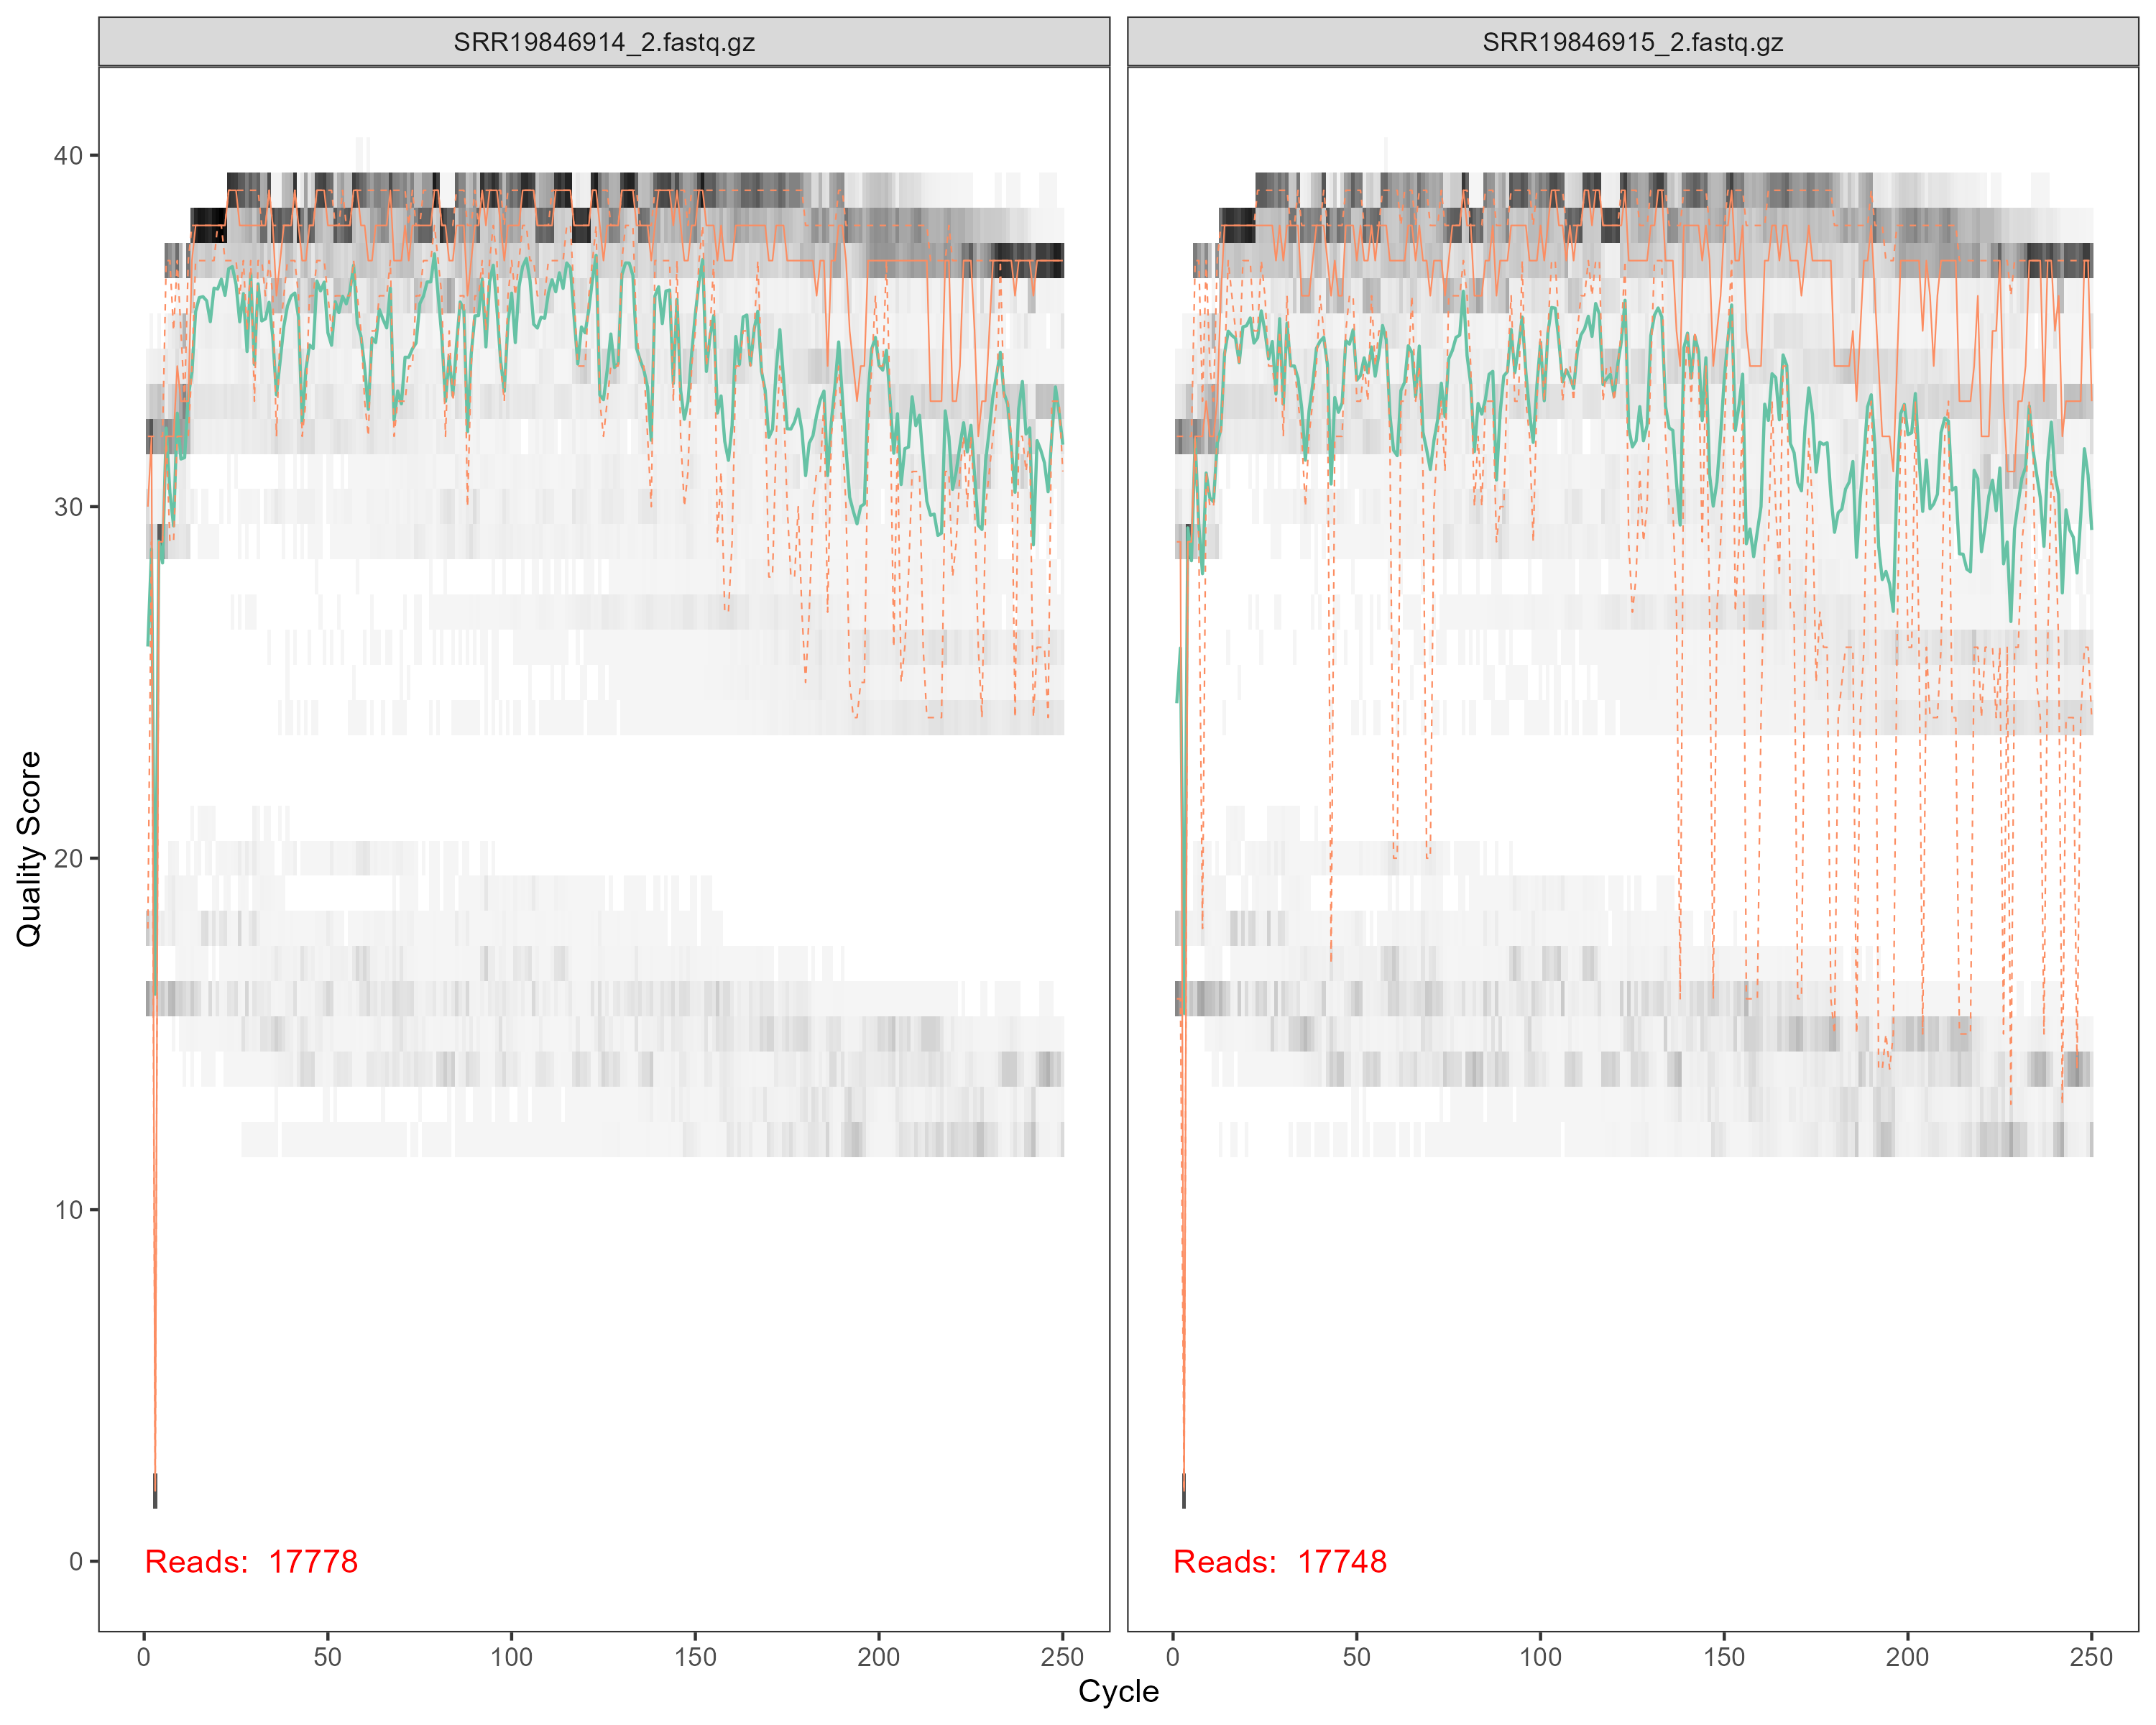 SRR19846914_2.fastq.gz
SRR19846915_2.fastq.gz
Quality Score
40
30
20
10
0
Reads: 17778
Reads: 17748
0 50 100 150 200 250
0 50 100 150 200 250
Cycle